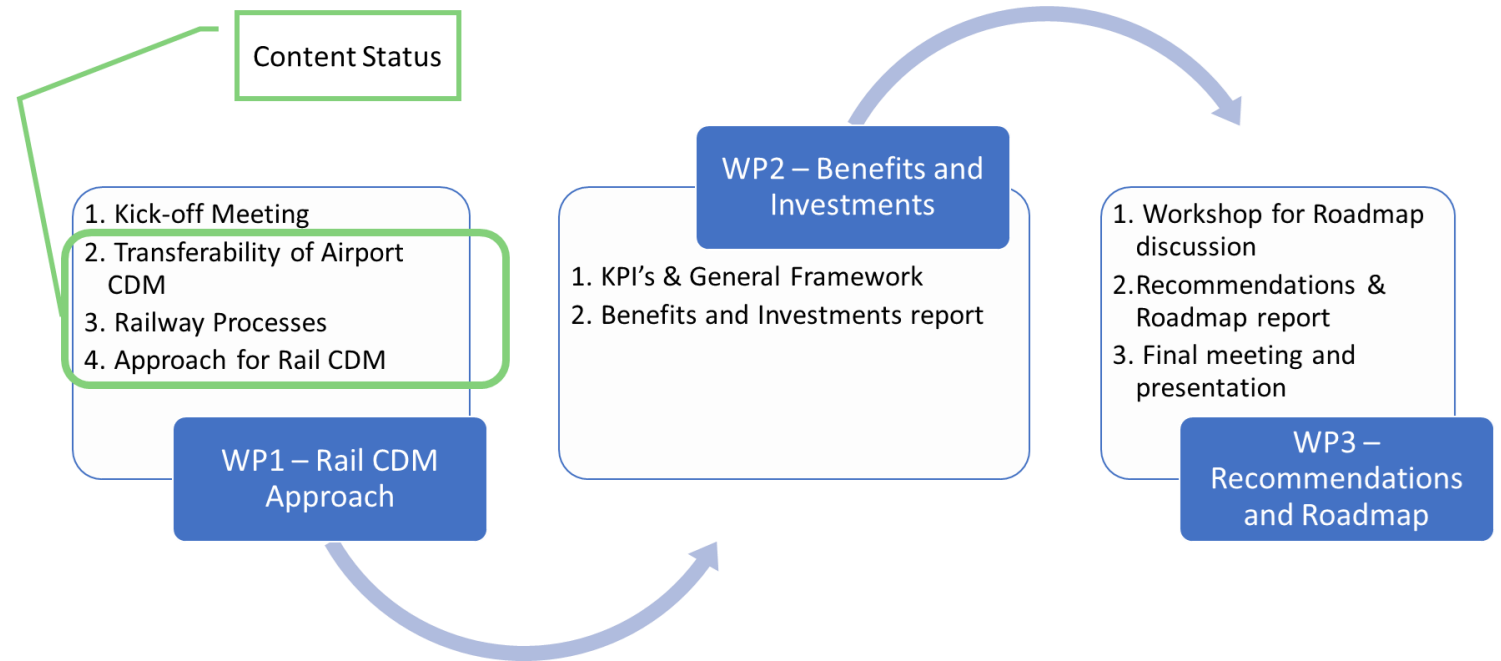 Content Status
1. Kick-off Meeting
2. Transferability of Airport
CDM
3. Railway Processes
4. Approach for Rail CDM
WP1 – Rail CDM
Approach
WP2 – Benefits and
Investments
1. KPI's & General Framework
2. Benefits and Investments report
1. Workshop for Roadmap
discussion
2.Recommendations &
Roadmap report
3. Final meeting and
presentation
WP3 –
Recommendations
and Roadmap